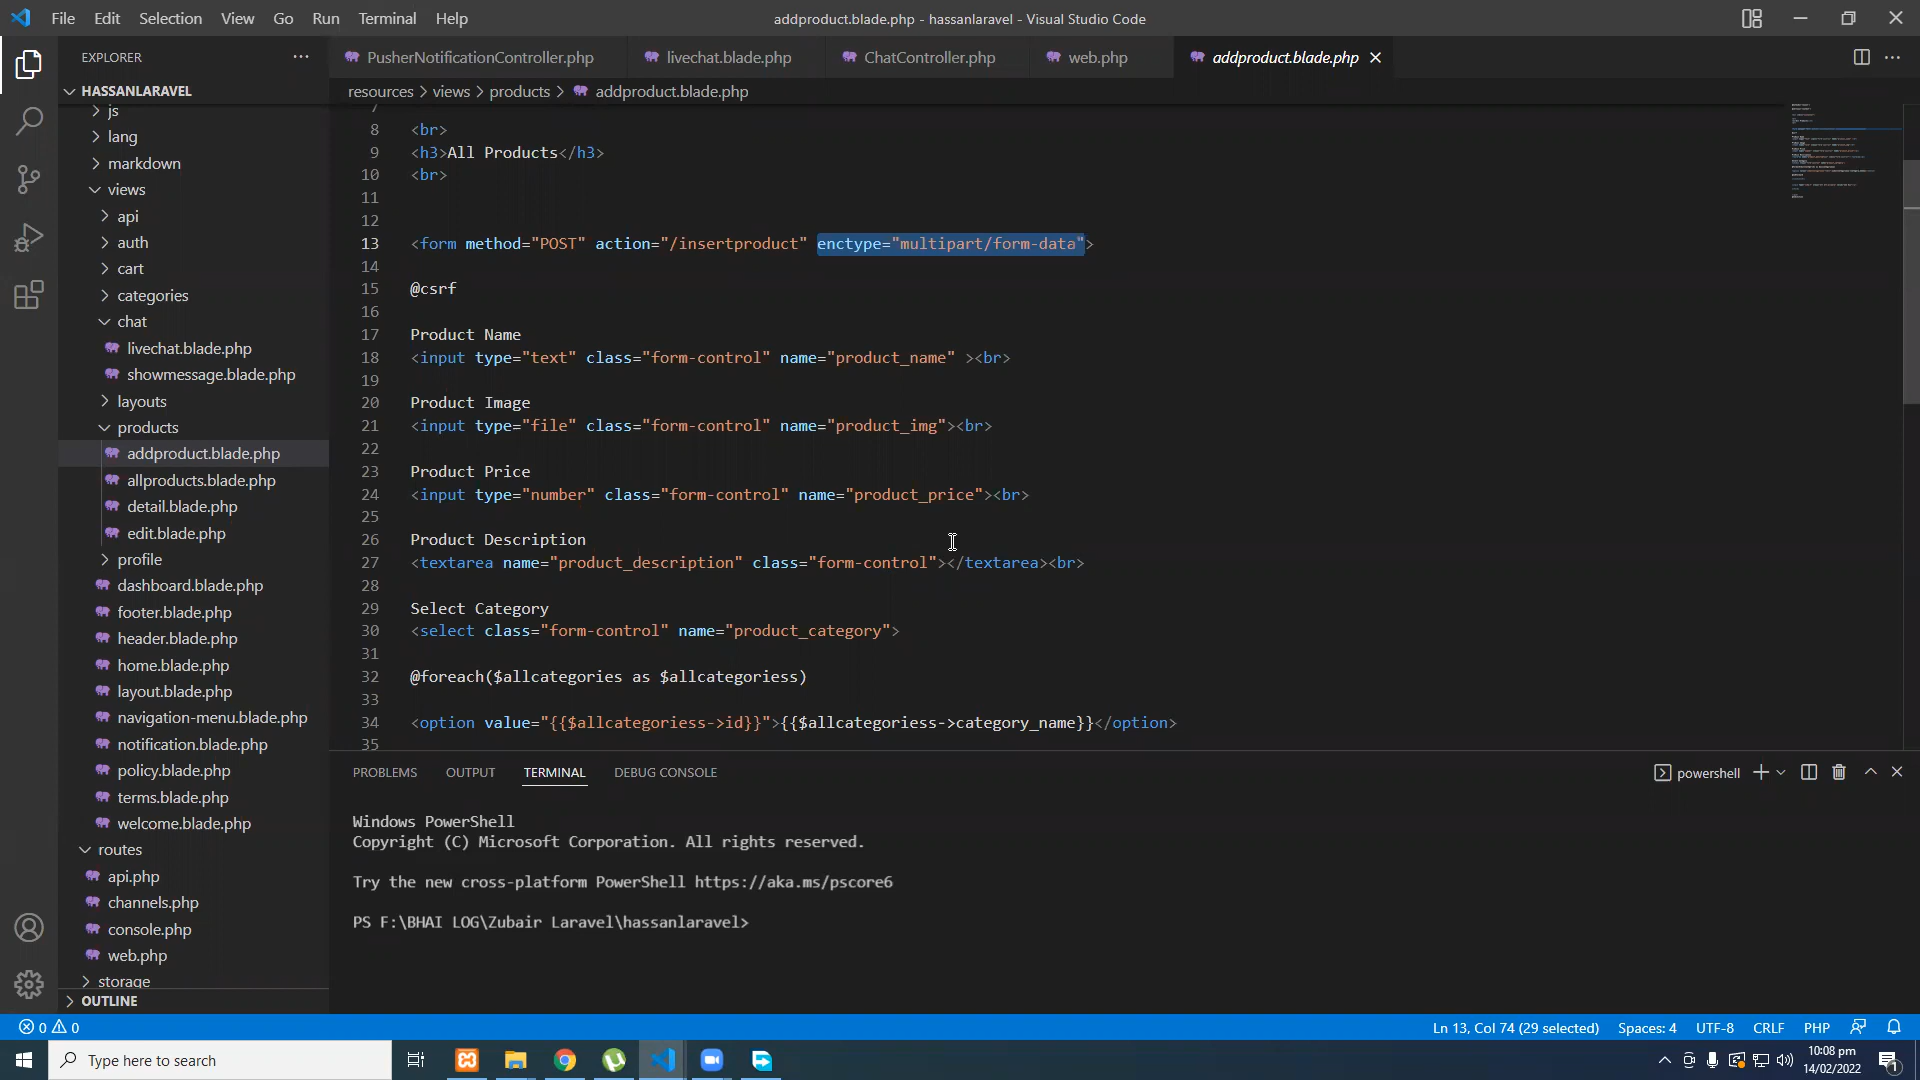 File Edit Selection View Go Run Terminal Help
addproduct.blade.php - hassanlaravel - Visual Studio Code
EXPLORER
PusherNotificationController.php
livechat.blade.php
ChatController.php
web.php
addproduct.blade.php
HASSANLARAVEL
js
lang
markdown
views
api
auth
cart
categories
chat
livechat.blade.php
showmessage.blade.php
layouts
products
addproduct.blade.php
allproducts.blade.php
detail.blade.php
edit.blade.php
profile
dashboard.blade.php
footer.blade.php
header.blade.php
home.blade.php
layout.blade.php
navigation-menu.blade.php
notification.blade.php
policy.blade.php
terms.blade.php
welcome.blade.php
routes
api.php
channels.php
console.php
web.php
storage
OUTLINE
resources > views > products > addproduct.blade.php
7
8 <br>
9 <h3>All Products</h3>
10 <br>
11
12
13 <form method="POST" action="/insertproduct" enctype="multipart/form-data">
14
15 @csrf
16
17 Product Name
18 <input type="text" class="form-control" name="product_name" ><br>
19
20 Product Image
21 <input type="file" class="form-control" name="product_img"><br>
22
23 Product Price
24 <input type="number" class="form-control" name="product_price"><br>
25
26 Product Description
27 <textarea name="product_description" class="form-control"></textarea><br>
28
29 Select Category
30 <select class="form-control" name="product_category">
31
32 @foreach($allcategories as $allcategoriess)
33
34 <option value="{{$allcategoriess->id}}">{{$allcategoriess->category_name}}</option>
35
PROBLEMS OUTPUT TERMINAL DEBUG CONSOLE
powershell
Windows PowerShell
Copyright (C) Microsoft Corporation. All rights reserved.
Try the new cross-platform PowerShell https://aka.ms/pscore6
PS F:\BHAI LOG\Zubair Laravel\hassanlaravel>
0 0
Ln 13, Col 74 (29 selected) Spaces: 4 UTF-8 CRLF PHP
Type here to search
10:08 pm
14/02/2022
1